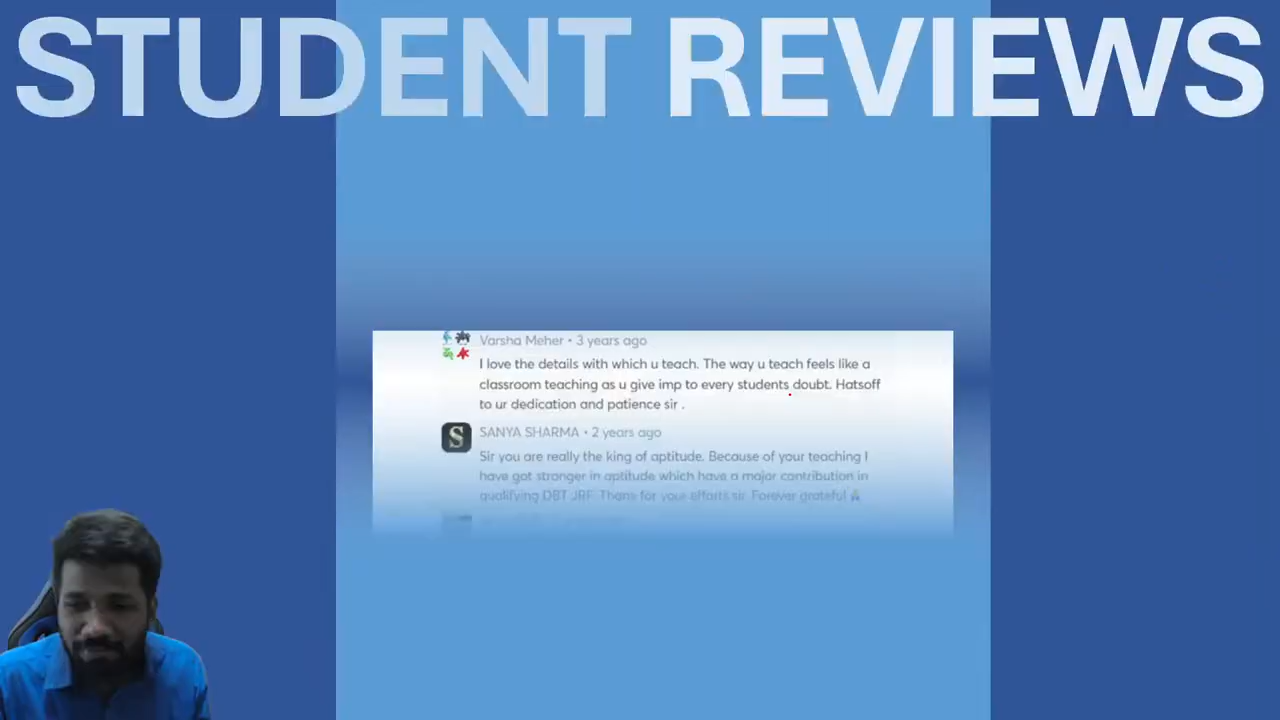 STUDENT REVIEWS
Varsha Meher • 3 years ago
I love the details with which u teach. The way u teach feels like a
classroom teaching as u give imp to every students doubt. Hatsoff
to ur dedication and patience sir .
S
SANYA SHARMA • 2 years ago
Sir you are really the king of aptitude. Because of your teaching I
have got stronger in aptitude which have a major contribution in
qualifying DBT JRF. Thans for your efforts sir. Forever grateful 🙏